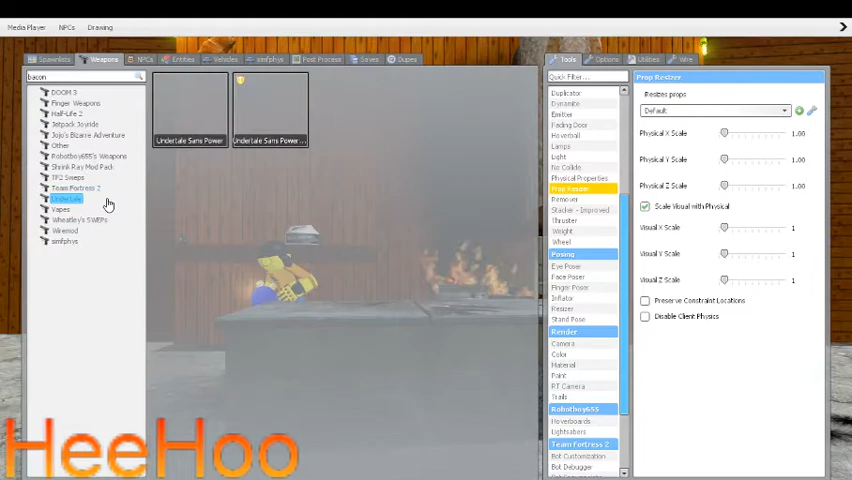 Media Player NPCs Drawing
Spawnlists Weapons NPCs Entities Vehicles simfphys Post Process Saves Dupes
bacon
DOOM 3
Finger Weapons
Half-Life 2
Jetpack Joyride
Jojo's Bizarre Adventure
Other
Robotboy655's Weapons
Shrink Ray Mod Pack
TF2 Sweps
Team Fortress 2
Undertale
Vapes
Wheatley's SWEPs
Wiremod
simfphys
Undertale Sans Power
Undertale Sans Power...
Tools Options Utilities Wire
Quick Filter...
Duplicator
Dynamite
Emitter
Fading Door
Hoverball
Lamps
Light
No Collide
Physical Properties
Prop Resizer
Remover
Stacker - Improved
Thruster
Weight
Wheel
Posing
Eye Poser
Face Poser
Finger Poser
Inflator
Resizer
Stand Pose
Render
Camera
Color
Material
Paint
RT Camera
Trails
Robotboy655
Hoverboards
Lightsabers
Team Fortress 2
Bot Customization
Bot Debugger
Prop Resizer
Resizes props
Default
Physical X Scale 1.00
Physical Y Scale 1.00
Physical Z Scale 1.00
Scale Visual with Physical
Visual X Scale 1
Visual Y Scale 1
Visual Z Scale 1
Preserve Constraint Locations
Disable Client Physics
HeeHoo